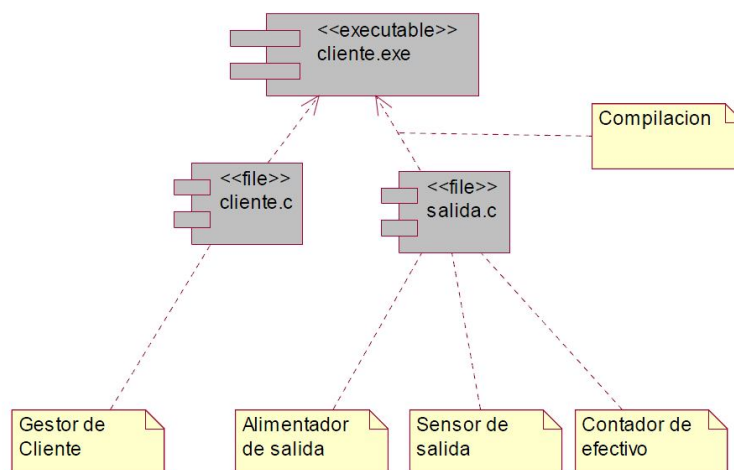 <<executable>>
cliente.exe
Compilacion
<<file>>
cliente.c
<<file>>
salida.c
Gestor de
Cliente
Alimentador
de salida
Sensor de
salida
Contador de
efectivo